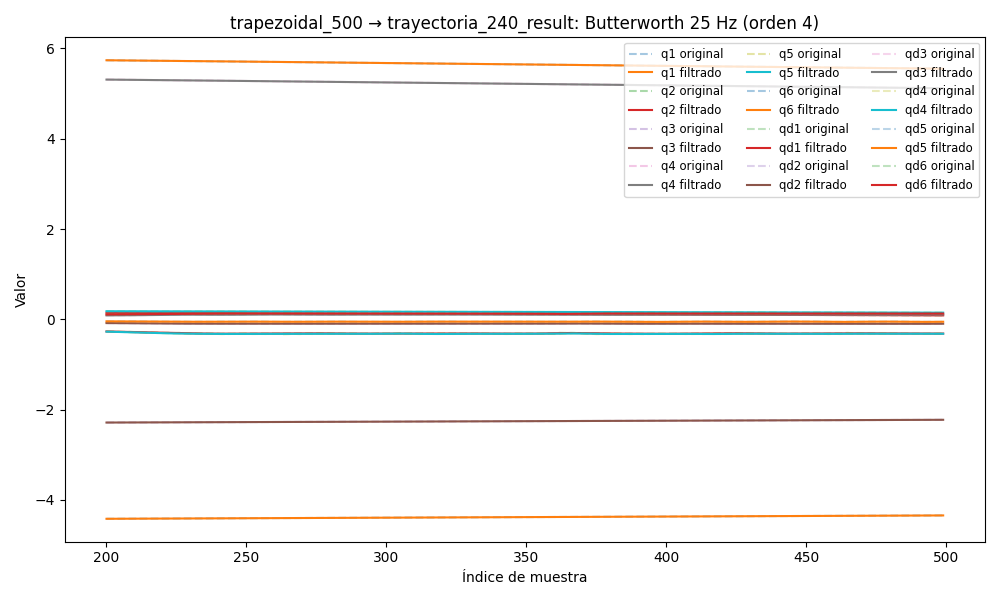 trapezoidal_500 → trayectoria_240_result: Butterworth 25 Hz (orden 4)
6
4
2
0
−2
−4
Valor
200
250
300
350
400
450
500
Índice de muestra
q1 original
q1 filtrado
q2 original
q2 filtrado
q3 original
q3 filtrado
q4 original
q4 filtrado
q5 original
q5 filtrado
q6 original
q6 filtrado
qd1 original
qd1 filtrado
qd2 original
qd2 filtrado
qd3 original
qd3 filtrado
qd4 original
qd4 filtrado
qd5 original
qd5 filtrado
qd6 original
qd6 filtrado